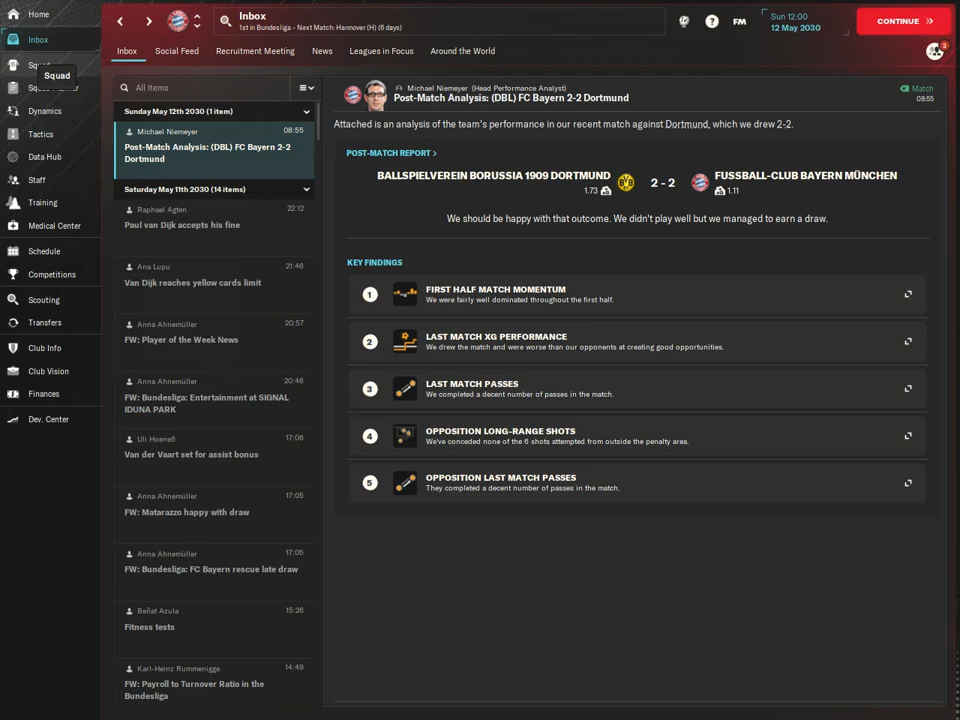 Home
Inbox
Squ
Squad
Squ nner
Dynamics
Tactics
Data Hub
Staff
Training
Medical Center
Schedule
Competitions
Scouting
Transfers
Club Info
Club Vision
Finances
Dev. Center
Inbox
1st in Bundesliga - Next Match: Hannover (H) (6 days)
?
FM
Sun 12:00
12 May 2030
CONTINUE
Inbox
Social Feed
Recruitment Meeting
News
Leagues in Focus
Around the World
3
All Items
Sunday May 12th 2030 (1 item)
Michael Niemeyer 08:55
Post-Match Analysis: (DBL) FC Bayern 2-2
Dortmund
Saturday May 11th 2030 (14 items)
Raphael Agten 22:12
Paul van Dijk accepts his fine
Ana Lupu 21:46
Van Dijk reaches yellow cards limit
Anna Ahnemüller 20:57
FW: Player of the Week News
Anna Ahnemüller 20:46
FW: Bundesliga: Entertainment at SIGNAL
IDUNA PARK
Uli Hoeneß 17:06
Van der Vaart set for assist bonus
Anna Ahnemüller 17:05
FW: Matarazzo happy with draw
Anna Ahnemüller 17:05
FW: Bundesliga: FC Bayern rescue late draw
Beñat Azula 15:26
Fitness tests
Karl-Heinz Rummenigge 14:49
FW: Payroll to Turnover Ratio in the
Bundesliga
Michael Niemeyer (Head Performance Analyst)
Post-Match Analysis: (DBL) FC Bayern 2-2 Dortmund
Match
08:55
Attached is an analysis of the team's performance in our recent match against Dortmund, which we drew 2-2.
POST-MATCH REPORT >
BALLSPIELVEREIN BORUSSIA 1909 DORTMUND
1.73
BVB
09
2 - 2
FUSSBALL-CLUB BAYERN MÜNCHEN
1.11
We should be happy with that outcome. We didn't play well but we managed to earn a draw.
KEY FINDINGS
1
FIRST HALF MATCH MOMENTUM
We were fairly well dominated throughout the first half.
2
LAST MATCH XG PERFORMANCE
We drew the match and were worse than our opponents at creating good opportunities.
3
LAST MATCH PASSES
We completed a decent number of passes in the match.
4
OPPOSITION LONG-RANGE SHOTS
We've conceded none of the 6 shots attempted from outside the penalty area.
5
OPPOSITION LAST MATCH PASSES
They completed a decent number of passes in the match.